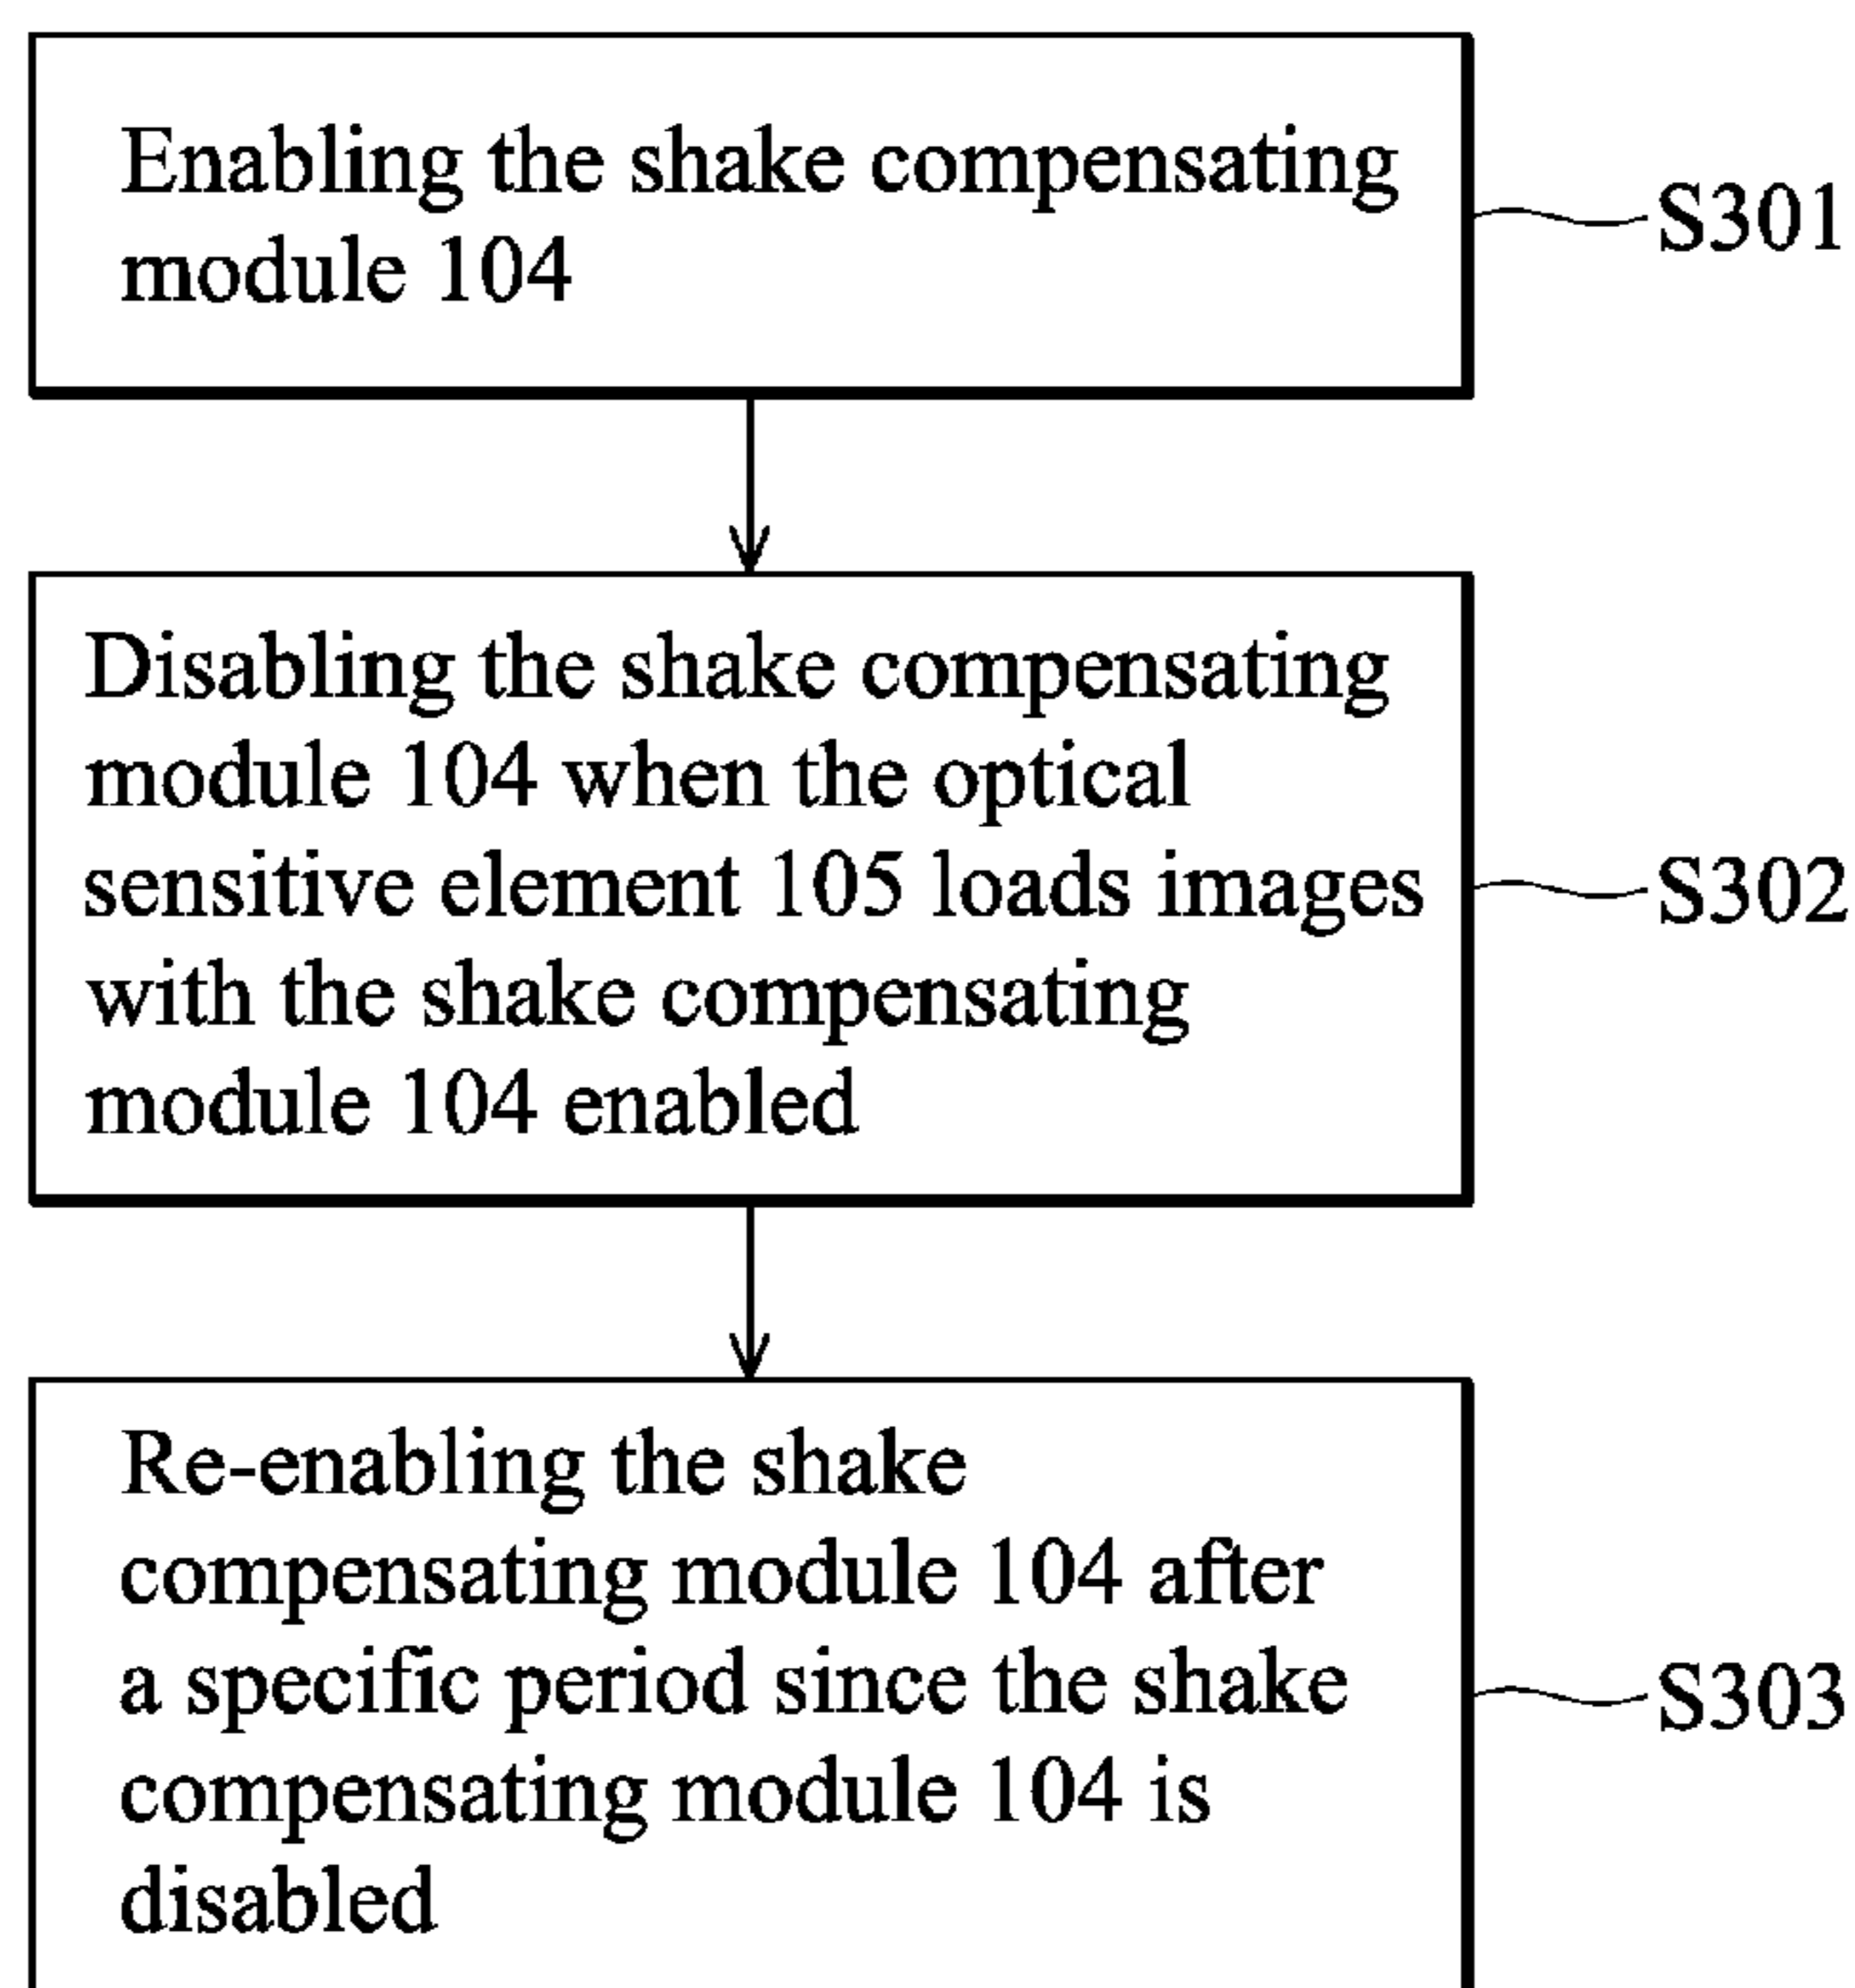 Enabling the shake compensating
module 104
S301
Disabling the shake compensating
module 104 when the optical
sensitive element 105 loads images
with the shake compensating
module 104 enabled
S302
Re-enabling the shake
compensating module 104 after
a specific period since the shake
compensating module 104 is
disabled
S303